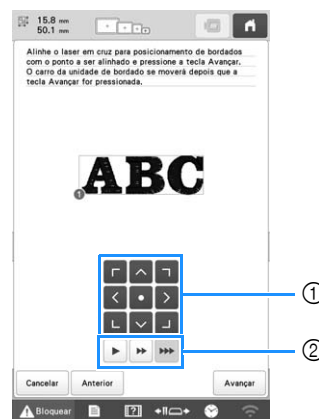 15.8 mm
50.1 mm
Alinhe o laser em cruz para posicionamento de bordados
com o ponto a ser alinhado e pressione a tecla Avançar.
O carro da unidade de bordado se moverá depois que a
tecla Avançar for pressionada.
ABC
1
①
②
Cancelar Anterior Avançar
Bloquear